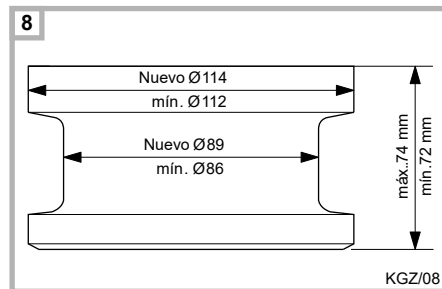 8
Nuevo Ø114
mín. Ø112
Nuevo Ø89
mín. Ø86
máx..74 mm
mín.72 mm
KGZ/08